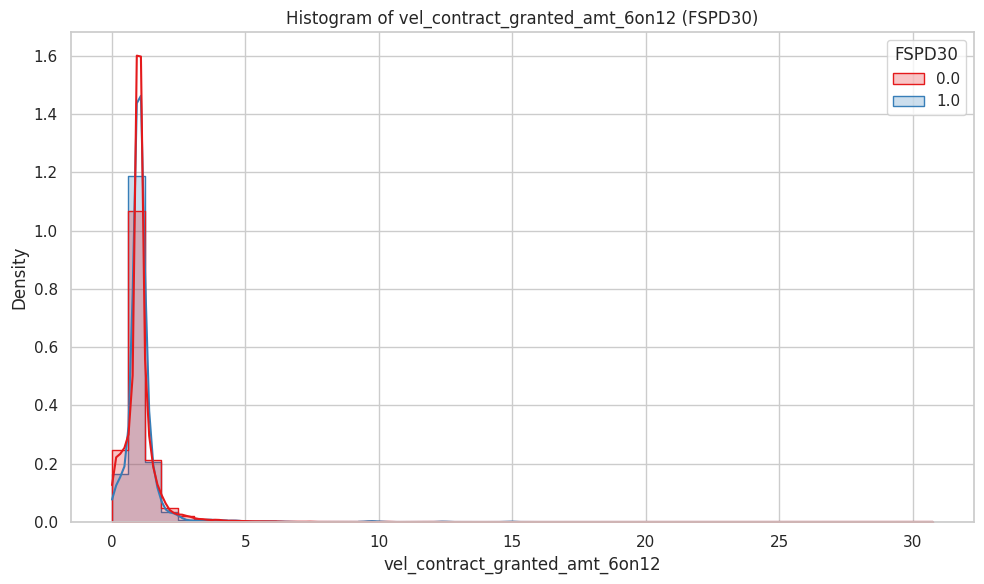 Histogram of vel_contract_granted_amt_6on12 (FSPD30)
FSPD30
0.0
1.0
Density
1.6
1.4
1.2
1.0
0.8
0.6
0.4
0.2
0.0
0 5 10 15 20 25 30
vel_contract_granted_amt_6on12